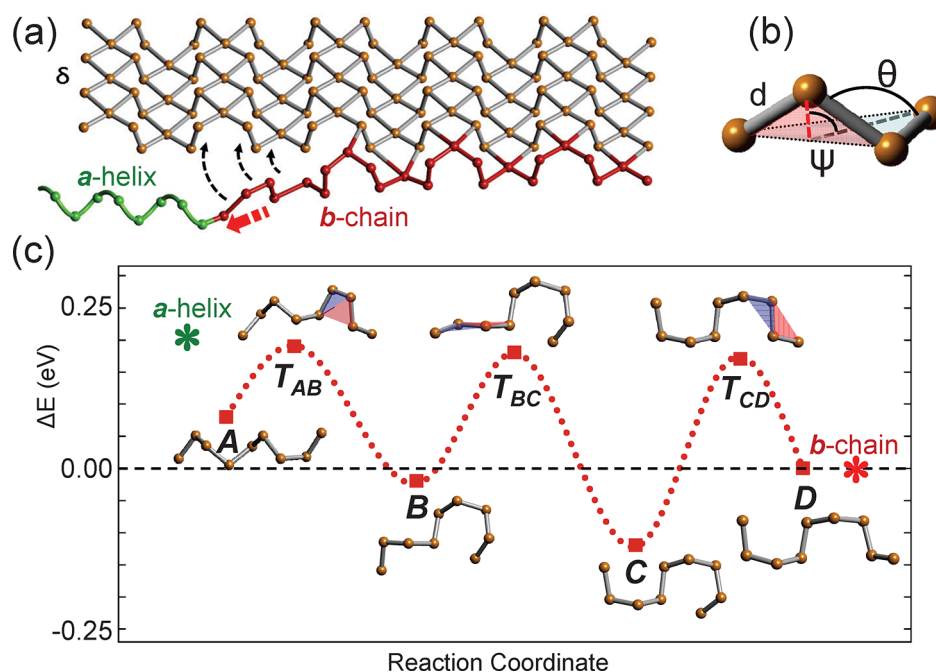 (a)
δ
a-helix
b-chain
(b)
d
θ
ψ
(c)
ΔE (eV)
0.25
0.00
-0.25
a-helix
A
T_AB
B
T_BC
C
T_CD
D
b-chain
Reaction Coordinate